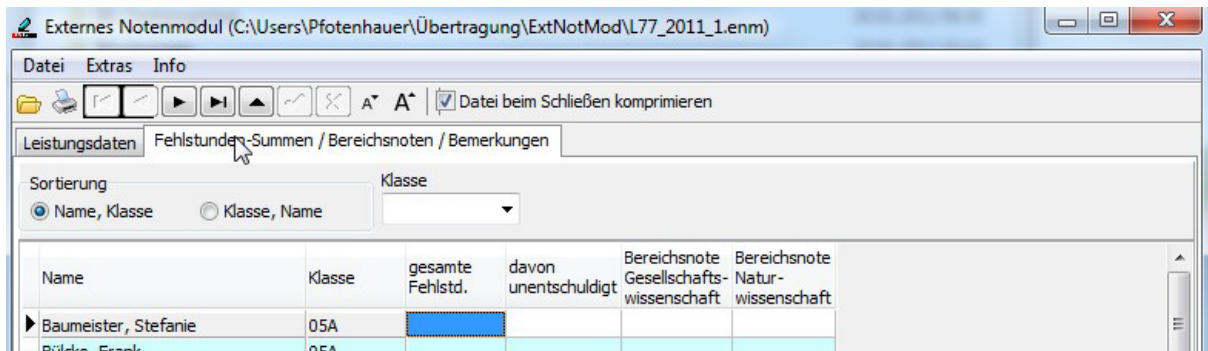 Externes Notenmodul (C:\Users\Pfotenhauer\Übertragung\ExtNotMod\L77_2011_1.enm)
Datei Extras Info
A A Datei beim Schließen komprimieren
Leistungsdaten Fehlstunden-Summen / Bereichsnoten / Bemerkungen
Sortierung Klasse
Name, Klasse Klasse, Name
Bereichsnote Bereichsnote
gesamte davon Gesellschafts- Natur-
Name Klasse Fehlstd. unentschuldigt wissenschaft wissenschaft
Baumeister, Stefanie 05A
Frank 05A